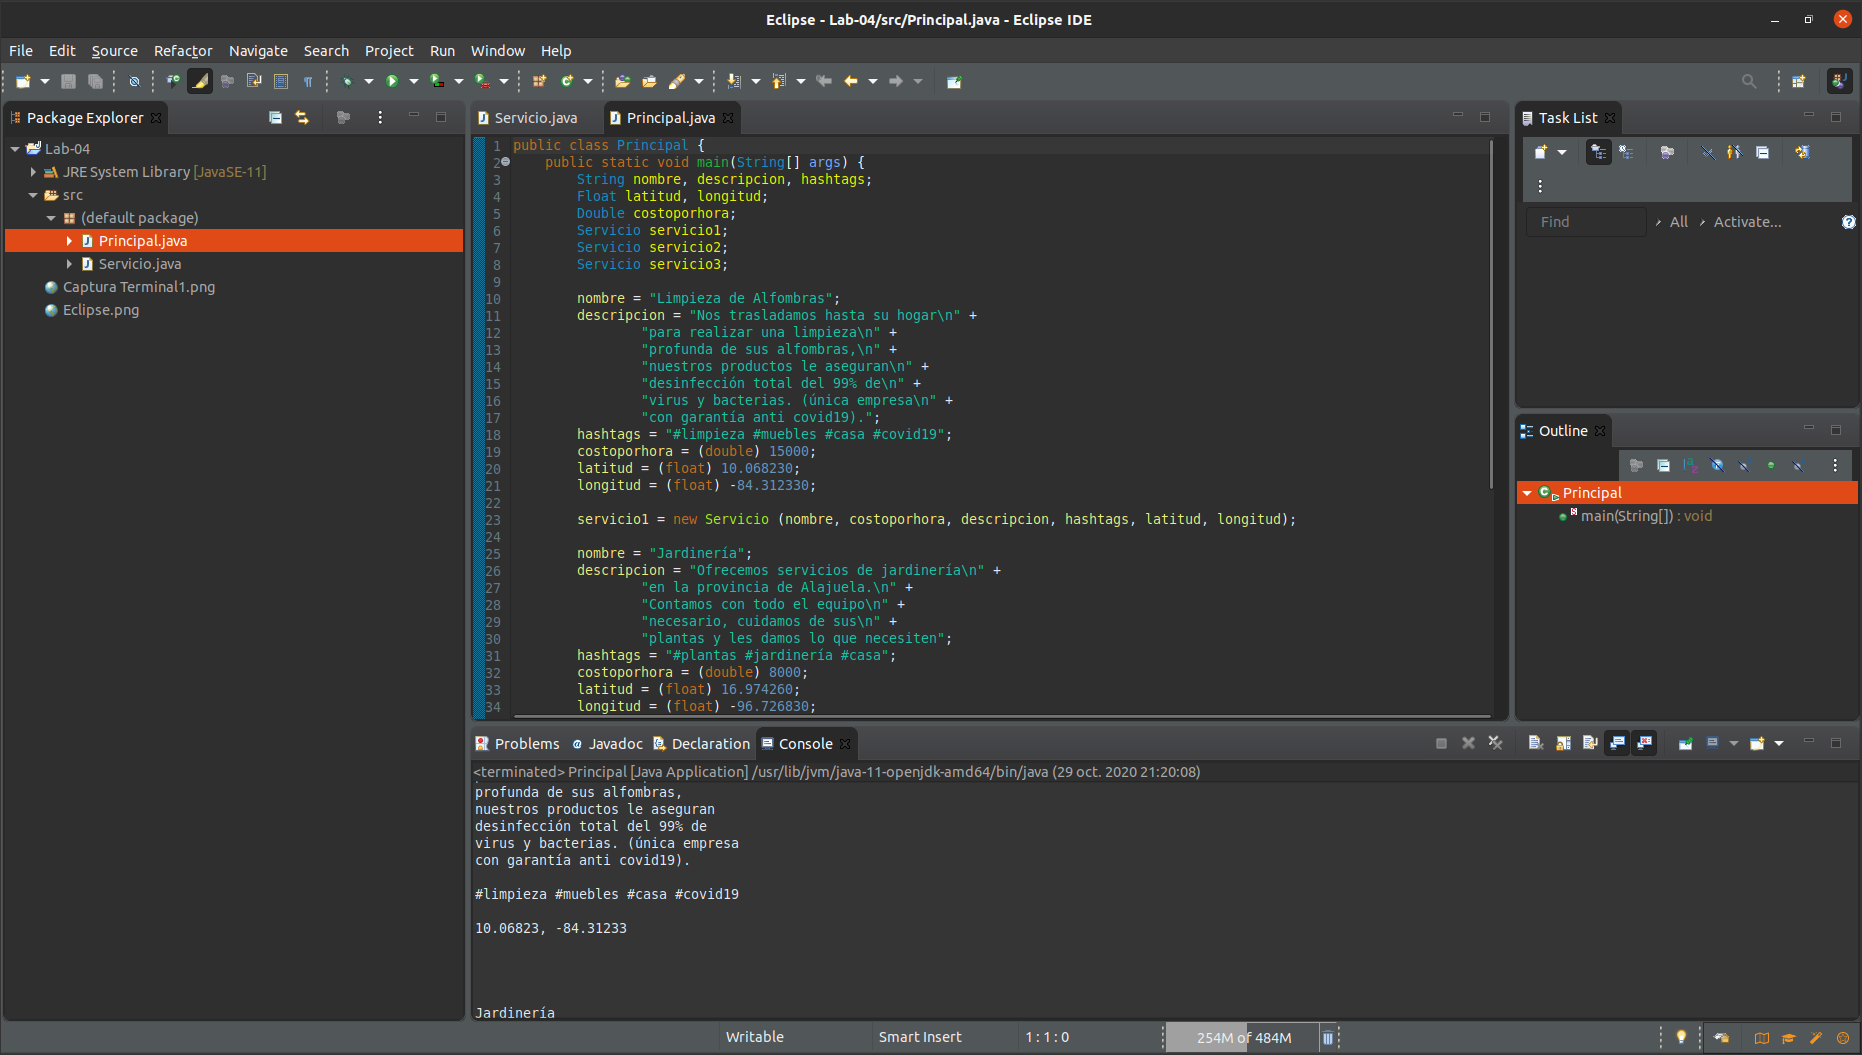 Eclipse - Lab-04/src/Principal.java - Eclipse IDE
File Edit Source Refactor Navigate Search Project Run Window Help
Package Explorer
Lab-04
JRE System Library [JavaSE-11]
src
(default package)
Principal.java
Servicio.java
Captura Terminal1.png
Eclipse.png
Servicio.java Principal.java
1 public class Principal {
2 public static void main(String[] args) {
3 String nombre, descripcion, hashtags;
4 Float latitud, longitud;
5 Double costoporhora;
6 Servicio servicio1;
7 Servicio servicio2;
8 Servicio servicio3;
9
10 nombre = "Limpieza de Alfombras";
11 descripcion = "Nos trasladamos hasta su hogar\n" +
12 "para realizar una limpieza\n" +
13 "profunda de sus alfombras,\n" +
14 "nuestros productos le aseguran\n" +
15 "desinfección total del 99% de\n" +
16 "virus y bacterias. (única empresa\n" +
17 "con garantía anti covid19).";
18 hashtags = "#limpieza #muebles #casa #covid19";
19 costoporhora = (double) 15000;
20 latitud = (float) 10.068230;
21 longitud = (float) -84.312330;
22
23 servicio1 = new Servicio (nombre, costoporhora, descripcion, hashtags, latitud, longitud);
24
25 nombre = "Jardinería";
26 descripcion = "Ofrecemos servicios de jardinería\n" +
27 "en la provincia de Alajuela.\n" +
28 "Contamos con todo el equipo\n" +
29 "necesario, cuidamos de sus\n" +
30 "plantas y les damos lo que necesiten";
31 hashtags = "#plantas #jardinería #casa";
32 costoporhora = (double) 8000;
33 latitud = (float) 16.974260;
34 longitud = (float) -96.726830;
Task List
Find All Activate...
Outline
Principal
main(String[]) : void
Problems Javadoc Declaration Console
<terminated> Principal [Java Application] /usr/lib/jvm/java-11-openjdk-amd64/bin/java (29 oct. 2020 21:20:08)
profunda de sus alfombras,
nuestros productos le aseguran
desinfección total del 99% de
virus y bacterias. (única empresa
con garantía anti covid19).
#limpieza #muebles #casa #covid19
10.06823, -84.31233
Jardinería
Writable Smart Insert 1 : 1 : 0 254M of 484M